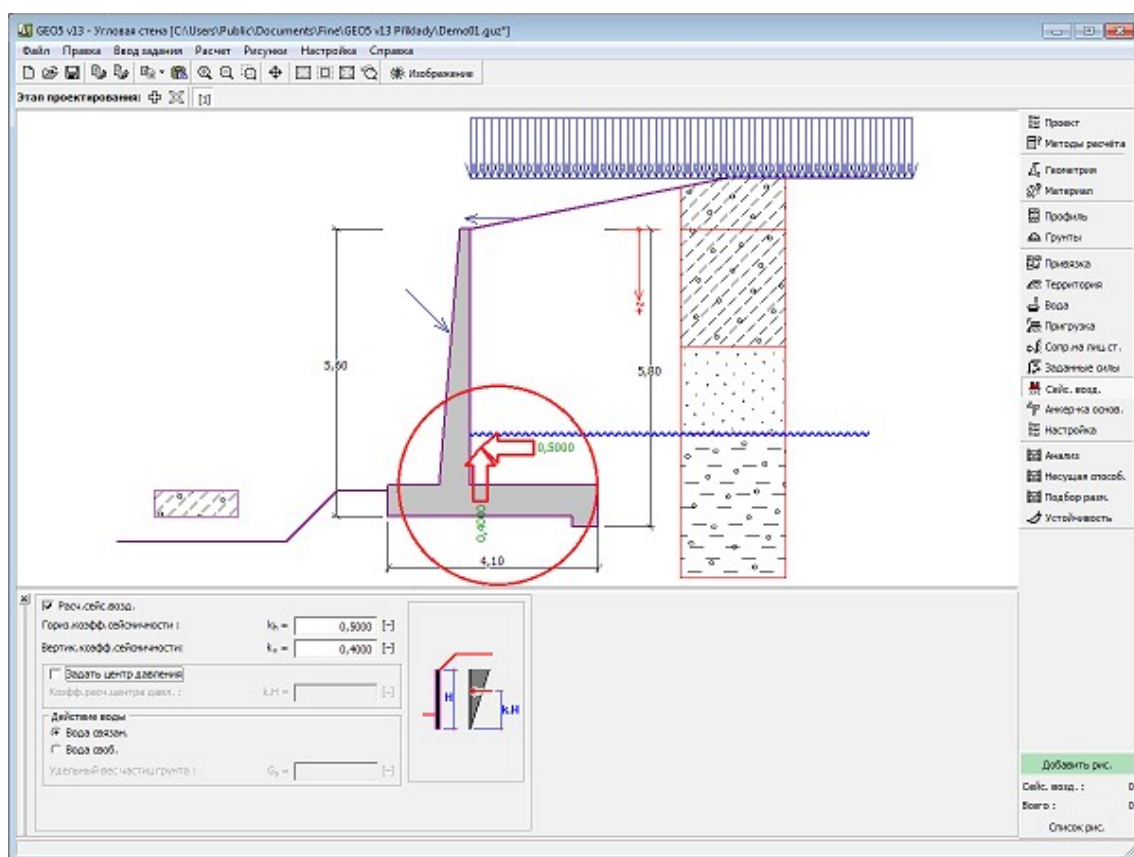 GEO5 v13 - Угловая стена [C:\Users\Public\Documents\Fine\GEO5 v13 Příklady\Demo01.guz*]
Файл Правка Ввод задания Расчет Рисунки Настройка Справка
Изображение
Этап проектирования: [1]
5,60
5,80
+z
0,5000
0,4000
4,10
Проект
Методы расчёта
Геометрия
Материал
Профиль
Грунты
Привязка
Территория
Вода
Пригрузка
Сопр.на лиц.ст.
Заданные силы
Сейс. возд.
Анкер-ка основ.
Настройка
Анализ
Несущая способ.
Подбор разм.
Устойчивость
Расч.сейс.возд.
Гориз.коэфф.сейсмичности : kh = 0,5000 [–]
Вертик.коэфф.сейсмичности: kv = 0,4000 [–]
Задать центр давления
Коэфф.расч.центра давл. : k.H = [–]
Действие воды
Вода связан.
Вода своб.
Удельный вес частиц грунта : Gs = [–]
H
k.H
Добавить рис.
Сейс. возд. : 0
Всего : 0
Список рис.